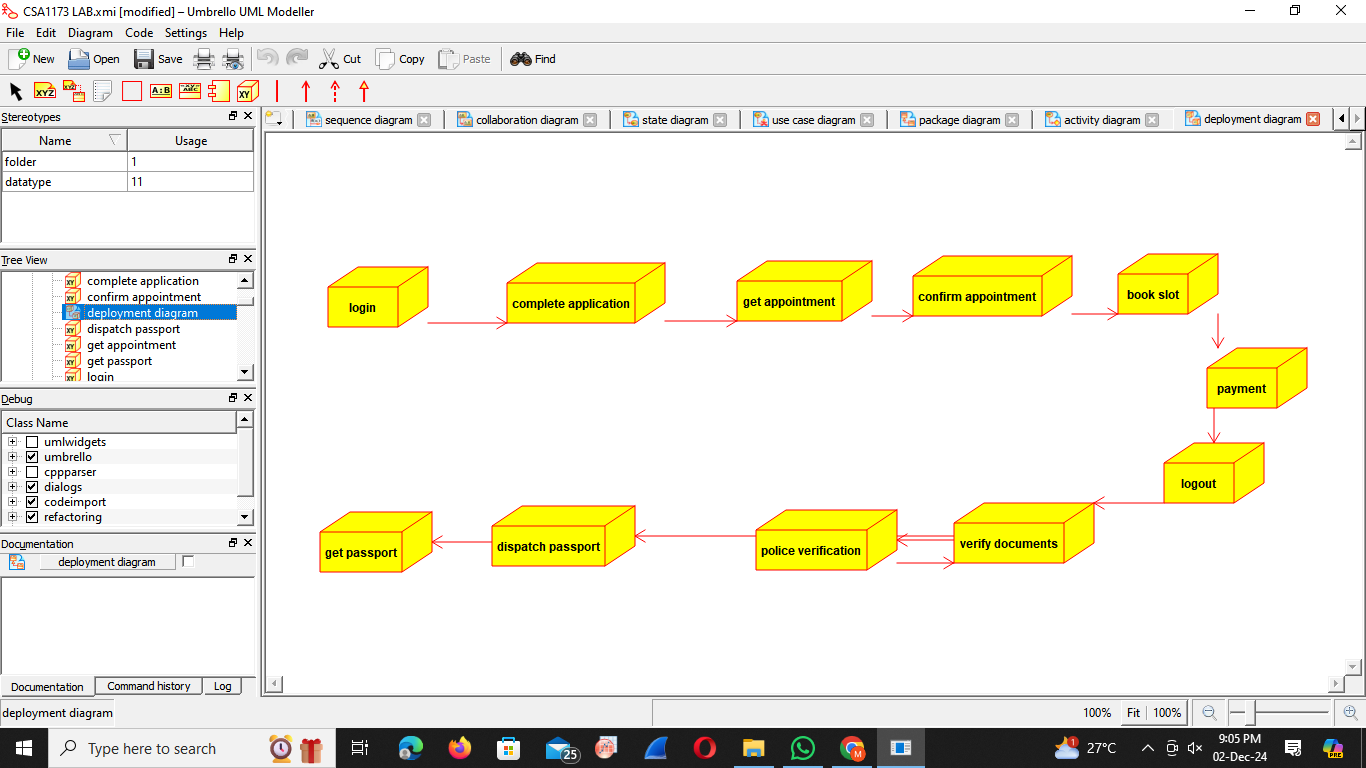 CSA1173 LAB.xmi [modified] – Umbrello UML Modeller
File Edit Diagram Code Settings Help
New Open Save Cut Copy Paste Find
XYZ XYZ A:B ABC XY
Stereotypes
Name Usage
folder 1
datatype 11
Tree View
complete application
confirm appointment
deployment diagram
dispatch passport
get appointment
get passport
login
Debug
Class Name
umlwidgets
umbrello
cppparser
dialogs
codeimport
refactoring
Documentation
deployment diagram
Documentation Command history Log
sequence diagram collaboration diagram state diagram use case diagram package diagram activity diagram deployment diagram
login
complete application
get appointment
confirm appointment
book slot
payment
logout
verify documents
police verification
dispatch passport
get passport
deployment diagram 100% Fit 100%
Type here to search 25 M 1 27°C 9:05 PM
02-Dec-24
PRE